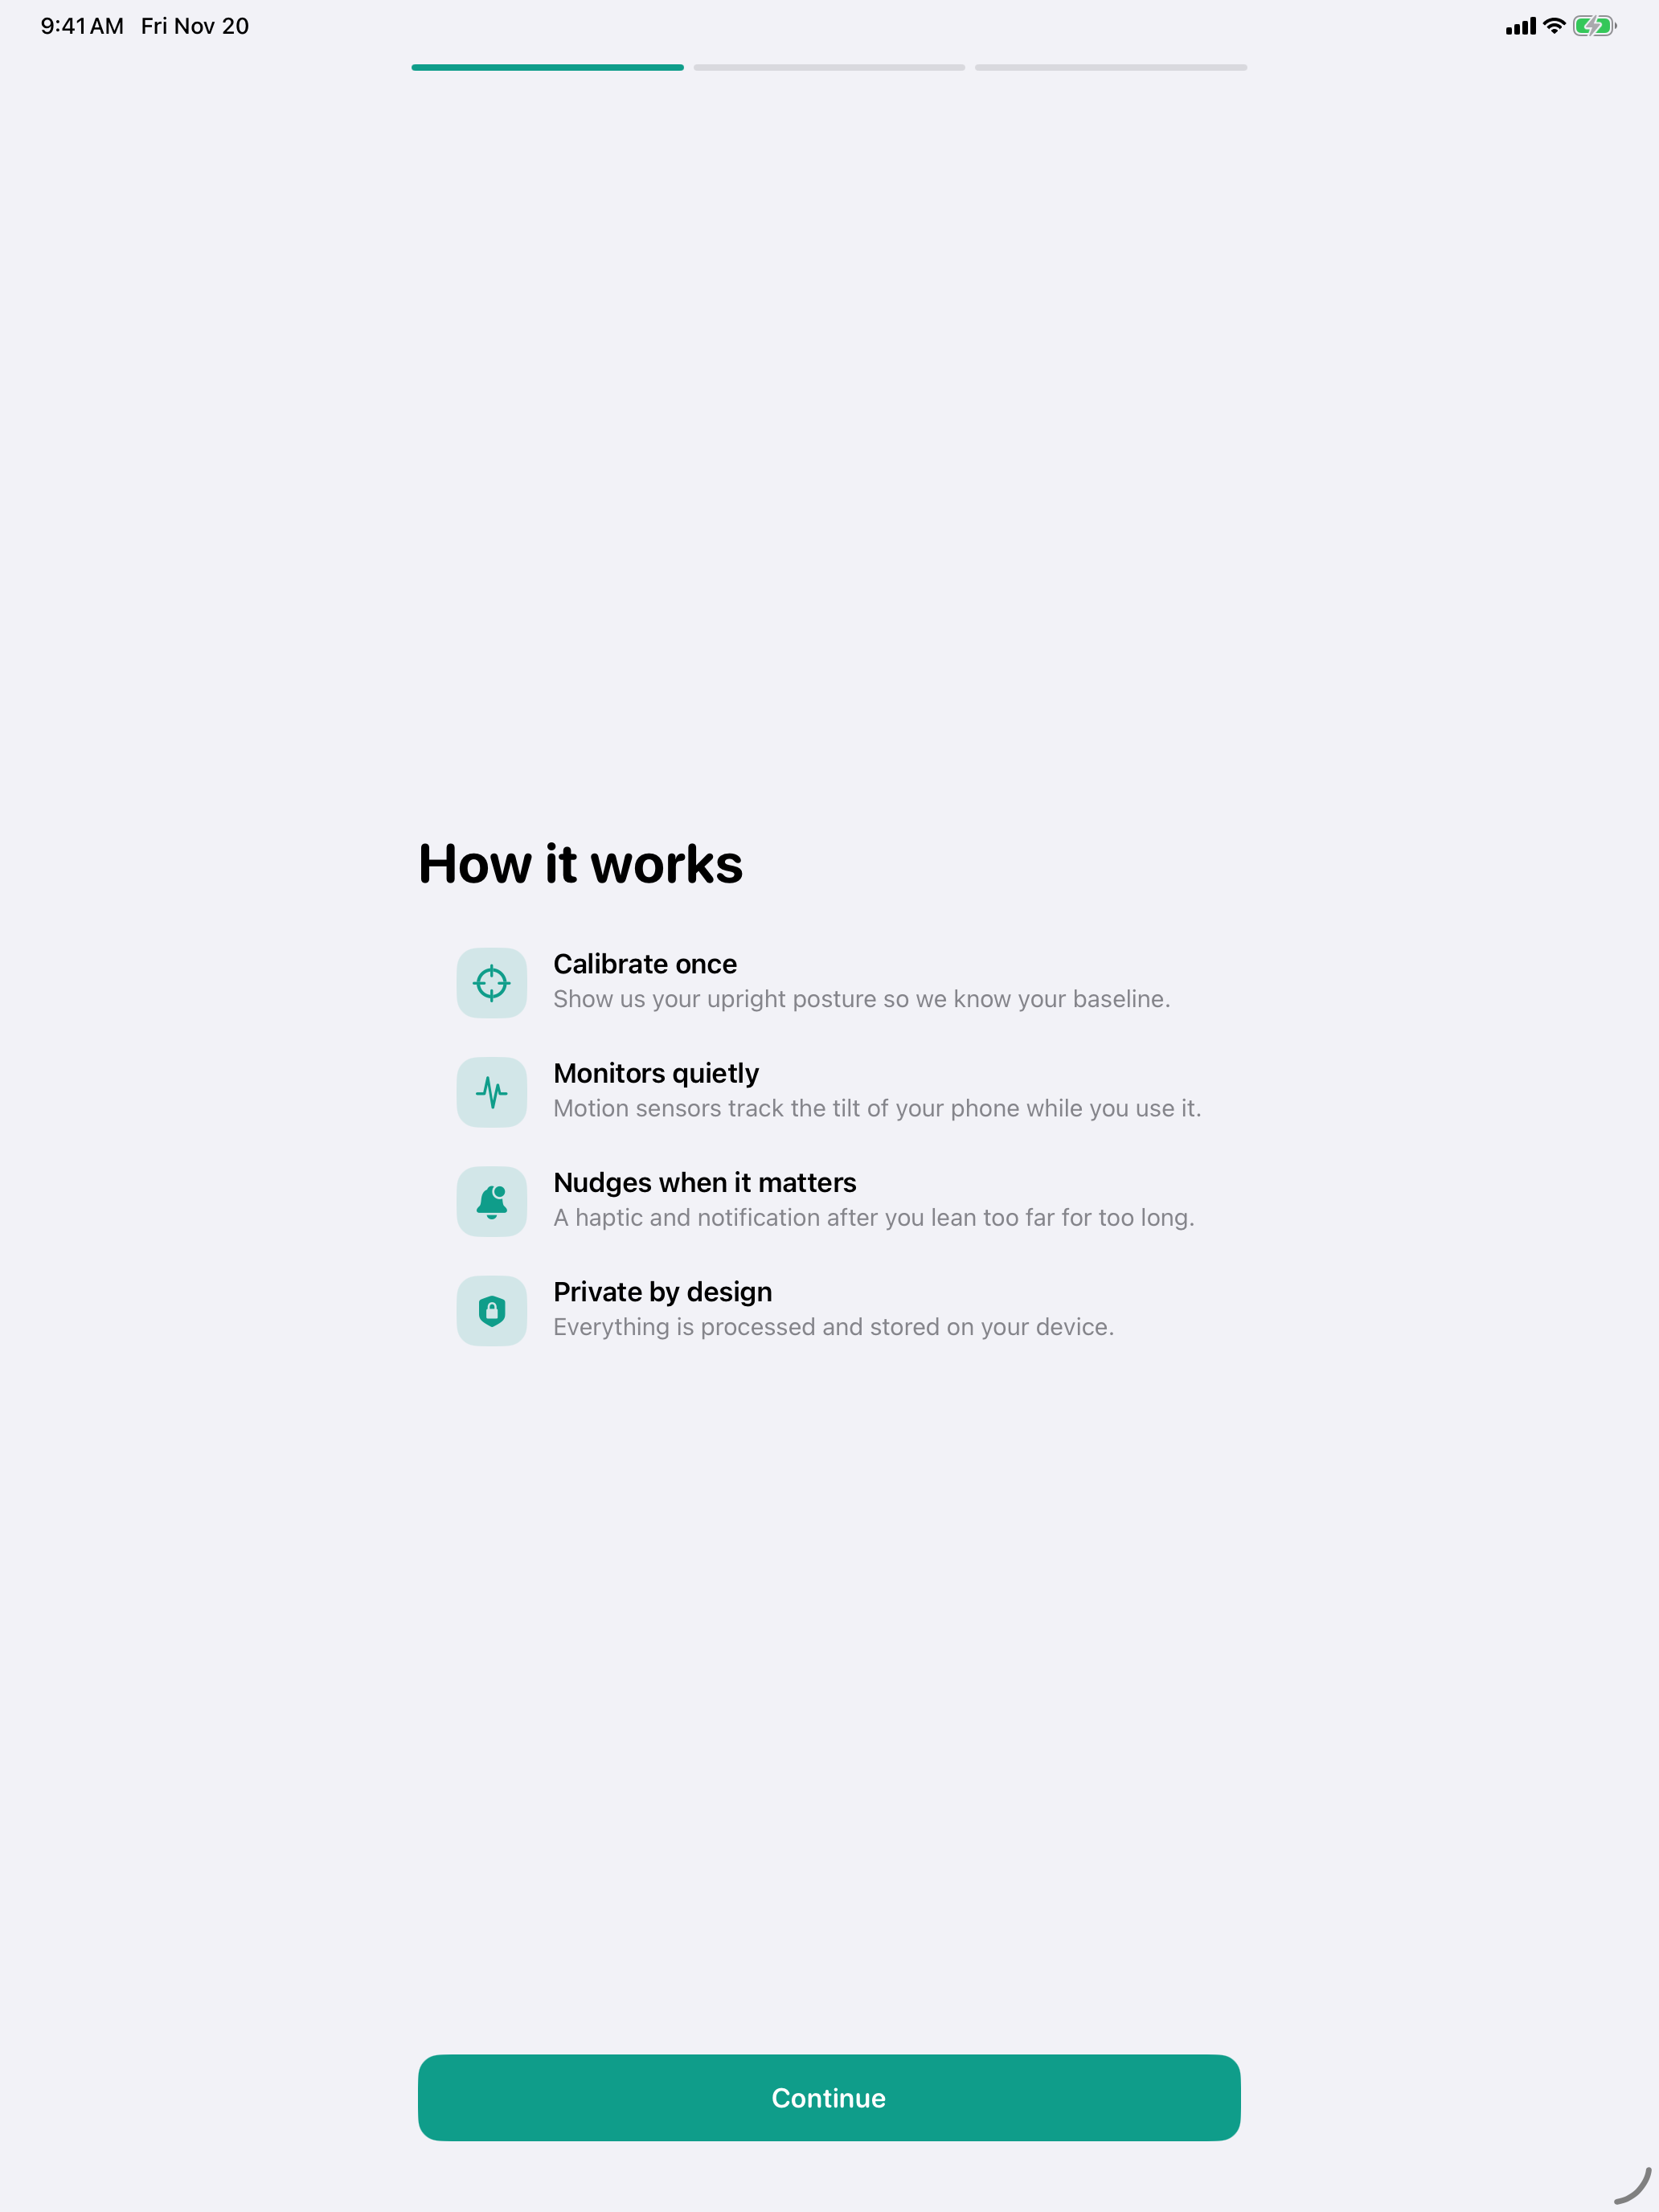 9:41 AM Fri Nov 20
How it works
Calibrate once
Show us your upright posture so we know your baseline.
Monitors quietly
Motion sensors track the tilt of your phone while you use it.
Nudges when it matters
A haptic and notification after you lean too far for too long.
Private by design
Everything is processed and stored on your device.
Continue